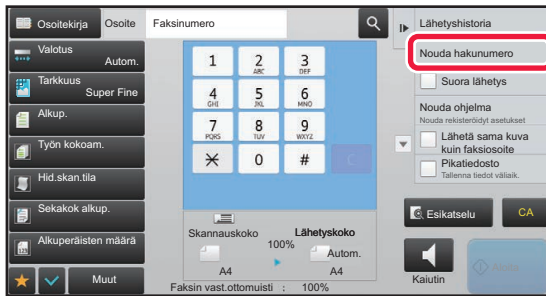 Osoitekirja
Osoite
Faksinumero
Lähetyshistoria
Valotus
Autom.
Tarkkuus
Super Fine
Alkup.
Työn kokoam.
Hid.skan.tila
Sekakok alkup.
Alkuperäisten määrä
Muut
1
2
ABC
3
DEF
4
GHI
5
JKL
6
MNO
7
PQRS
8
TUV
9
WXYZ
0
#
C
Skannauskoko
Lähetyskoko
100%
Autom.
A4
A4
Faksin vast.ottomuisti : 100%
Nouda hakunumero
Suora lähetys
Nouda ohjelma
Nouda rekisteröidyt asetukset
Lähetä sama kuva
kuin faksiosoite
Pikatiedosto
Tallenna tiedot väliaik.
Esikatselu
CA
Kaiutin
Aloita